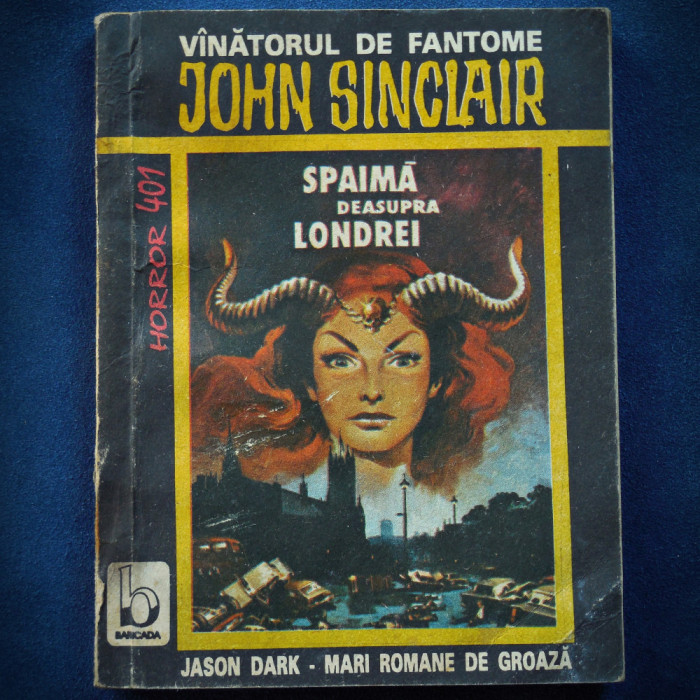 VÎNĂTORUL DE FANTOME
JOHN SINCLAIR
HORROR 401
SPAIMĂ
DEASUPRA
LONDREI
b
BARICADA
JASON DARK - MARI ROMANE DE GROAZĂ